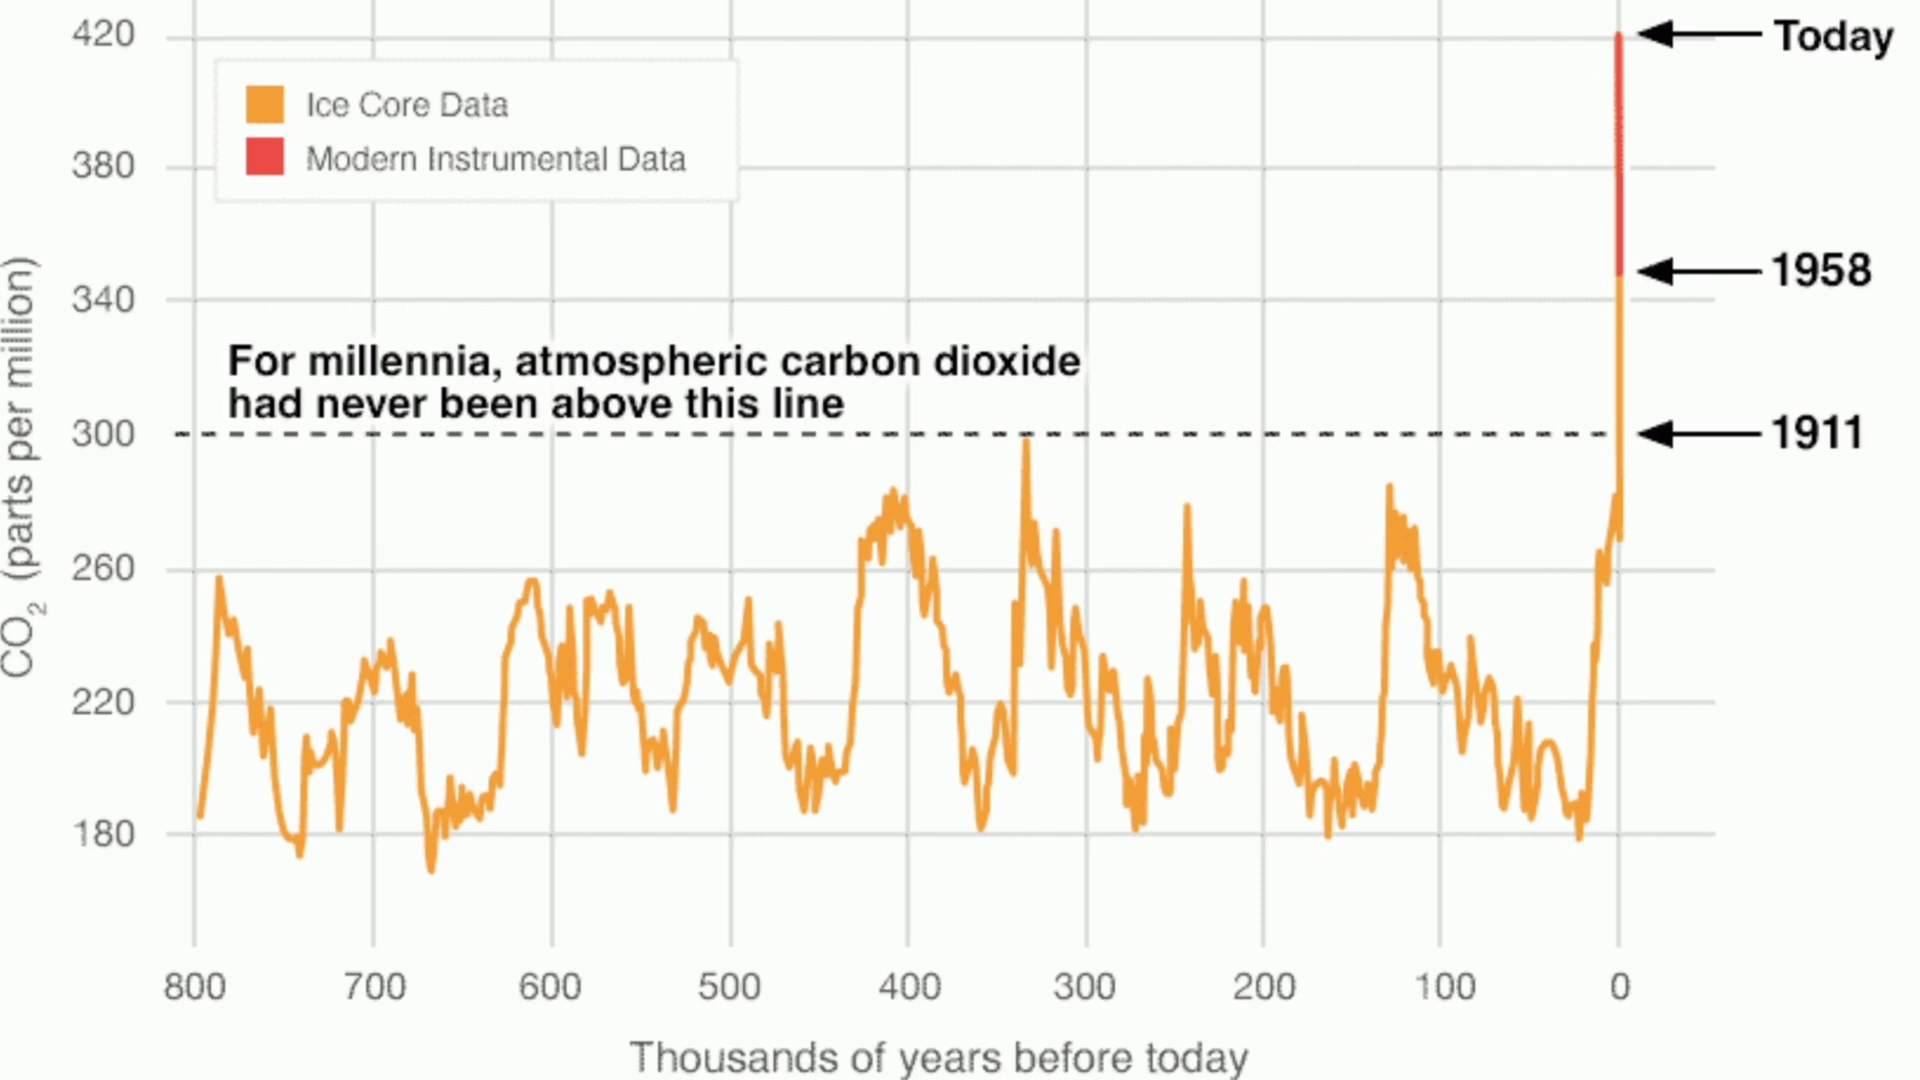 420
Today
Ice Core Data
Modern Instrumental Data
380
1958
340
For millennia, atmospheric carbon dioxide
had never been above this line
300
1911
260
220
180
CO₂ (parts per million)
800 700 600 500 400 300 200 100 0
Thousands of years before today